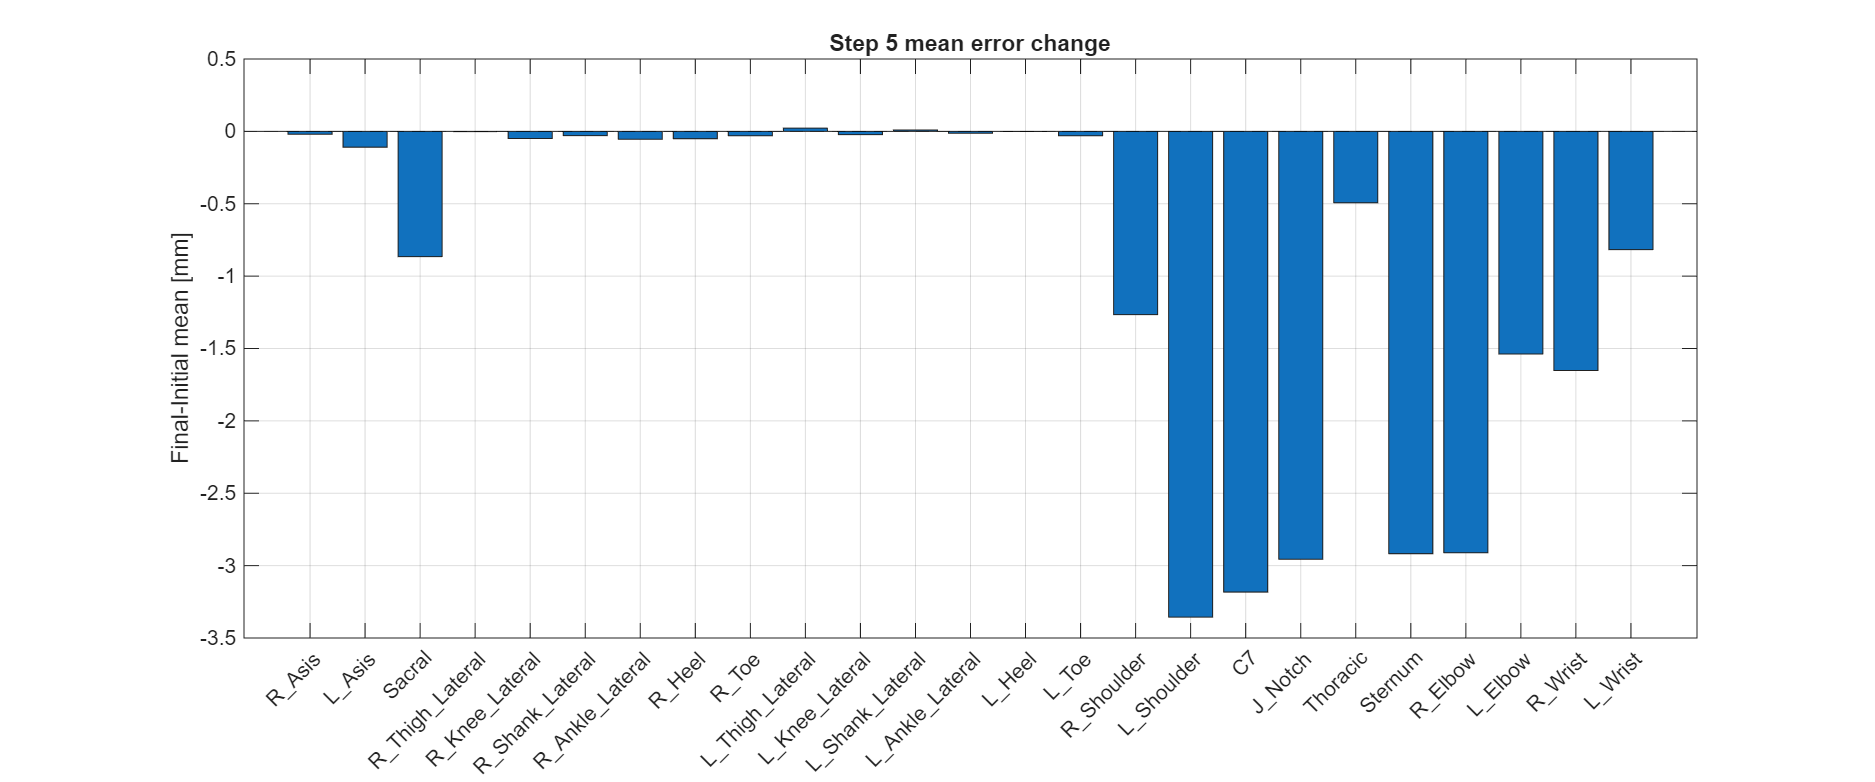 Step 5 mean error change
Final-Initial mean [mm]
0.5
0
-0.5
-1
-1.5
-2
-2.5
-3
-3.5
R_Asis
L_Asis
Sacral
R_Thigh_Lateral
R_Knee_Lateral
R_Shank_Lateral
R_Ankle_Lateral
R_Heel
R_Toe
L_Thigh_Lateral
L_Knee_Lateral
L_Shank_Lateral
L_Ankle_Lateral
L_Heel
L_Toe
R_Shoulder
L_Shoulder
C7
J_Notch
Thoracic
Sternum
R_Elbow
L_Elbow
R_Wrist
L_Wrist